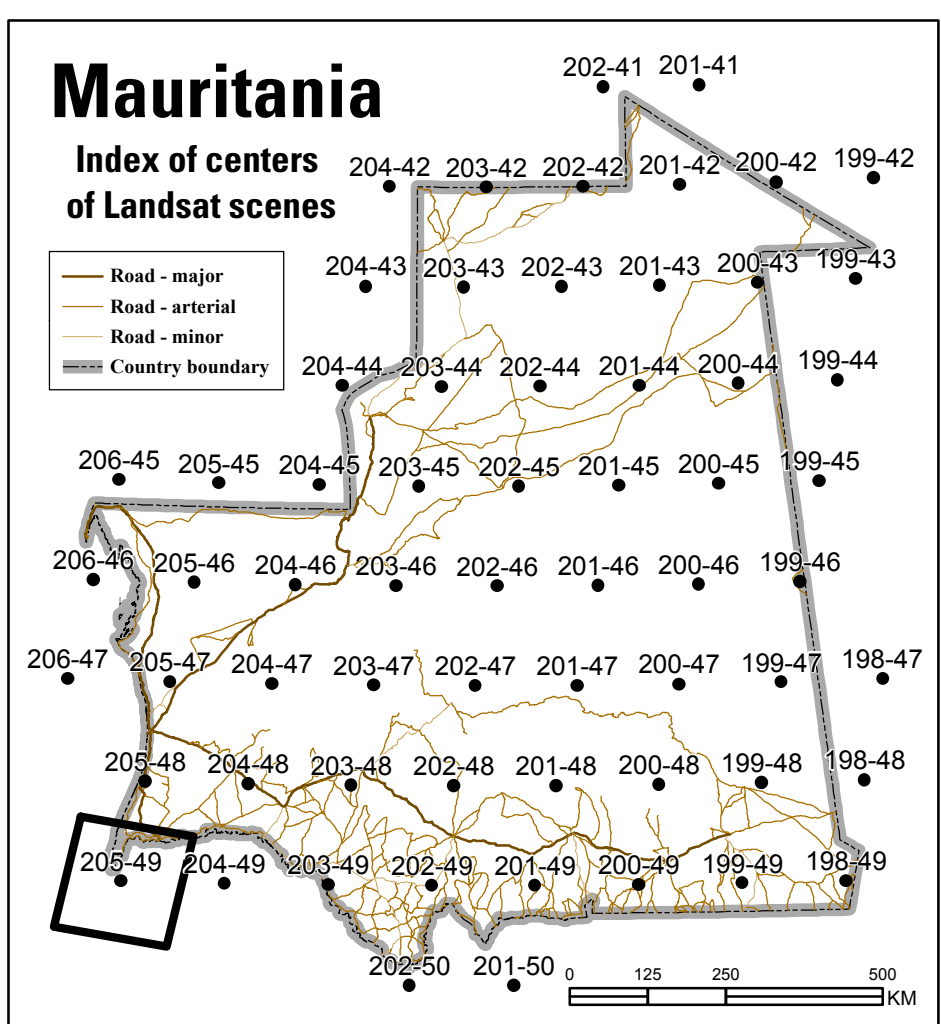 Mauritania
Index of centers
of Landsat scenes
Road - major
Road - arterial
Road - minor
Country boundary
202-41 201-41
204-42 203-42 202-42 201-42 200-42 199-42
204-43 203-43 202-43 201-43 200-43 199-43
204-44 203-44 202-44 201-44 200-44 199-44
206-45 205-45 204-45 203-45 202-45 201-45 200-45 199-45
206-46 205-46 204-46 203-46 202-46 201-46 200-46 199-46
206-47 205-47 204-47 203-47 202-47 201-47 200-47 199-47 198-47
205-48 204-48 203-48 202-48 201-48 200-48 199-48 198-48
205-49 204-49 203-49 202-49 201-49 200-49 199-49 198-49
202-50 201-50
0 125 250 500
KM